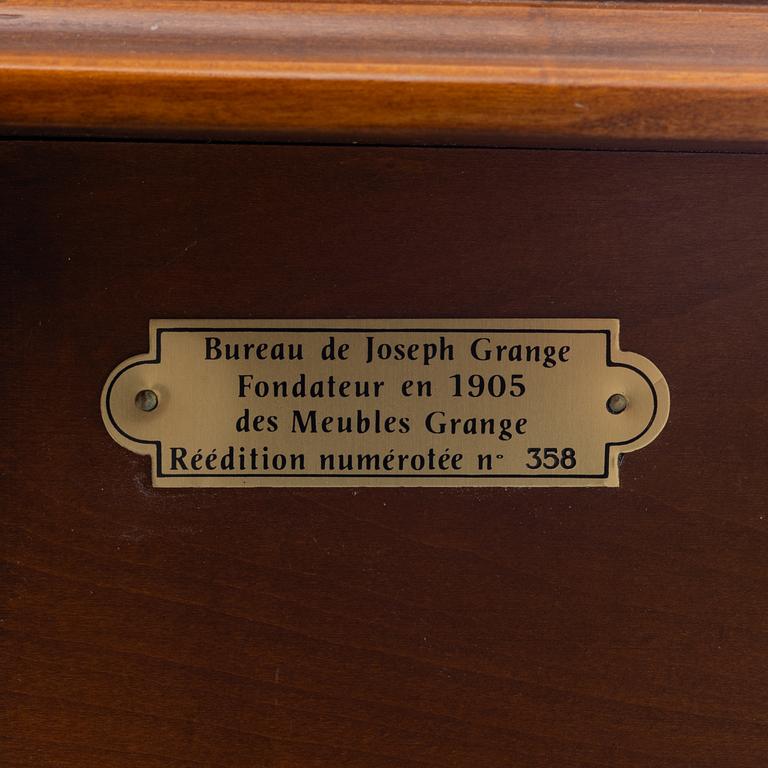 Bureau de Joseph Grange
Fondateur en 1905
des Meubles Grange
Réédition numérotée n° 358